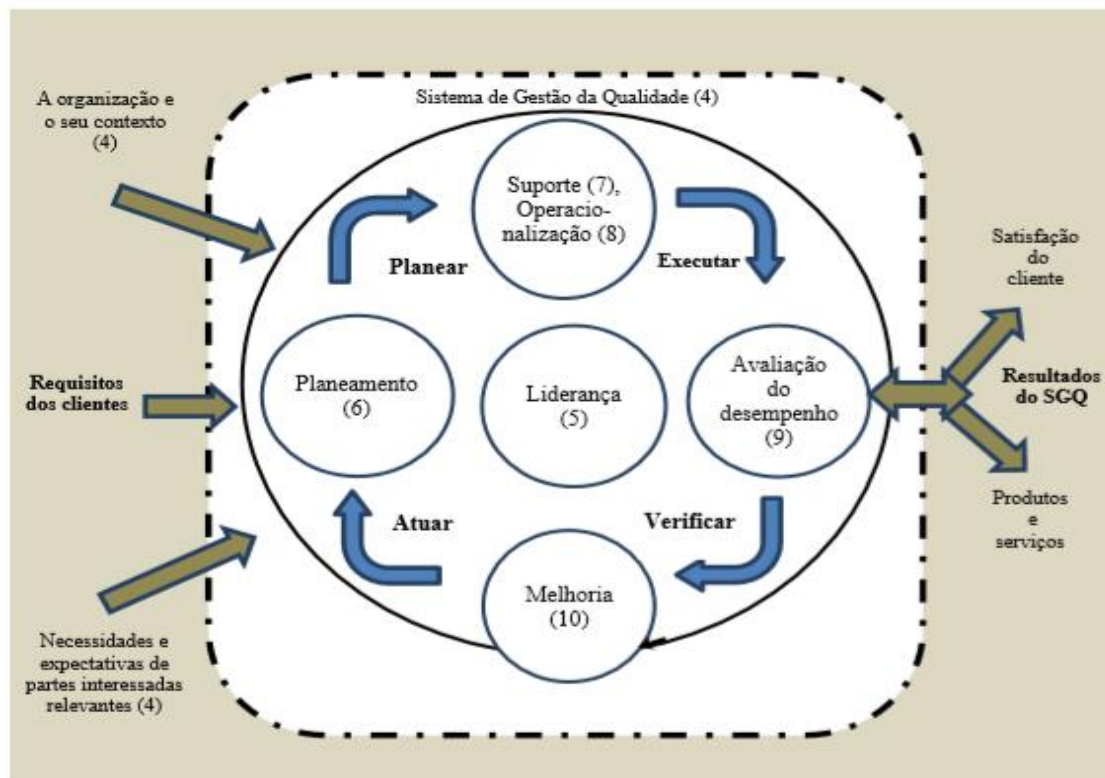 Sistema de Gestão da Qualidade (4)
A organização e
o seu contexto
(4)
Suporte (7),
Operacio-
nalização (8)
Planear
Executar
Satisfação
do
cliente
Requisitos
dos clientes
Planeamento
(6)
Liderança
(5)
Avaliação
do
desempenho
(9)
Resultados
do SGQ
Atuar
Verificar
Produtos
e
serviços
Melhoria
(10)
Necessidades e
expectativas de
partes interessadas
relevantes (4)